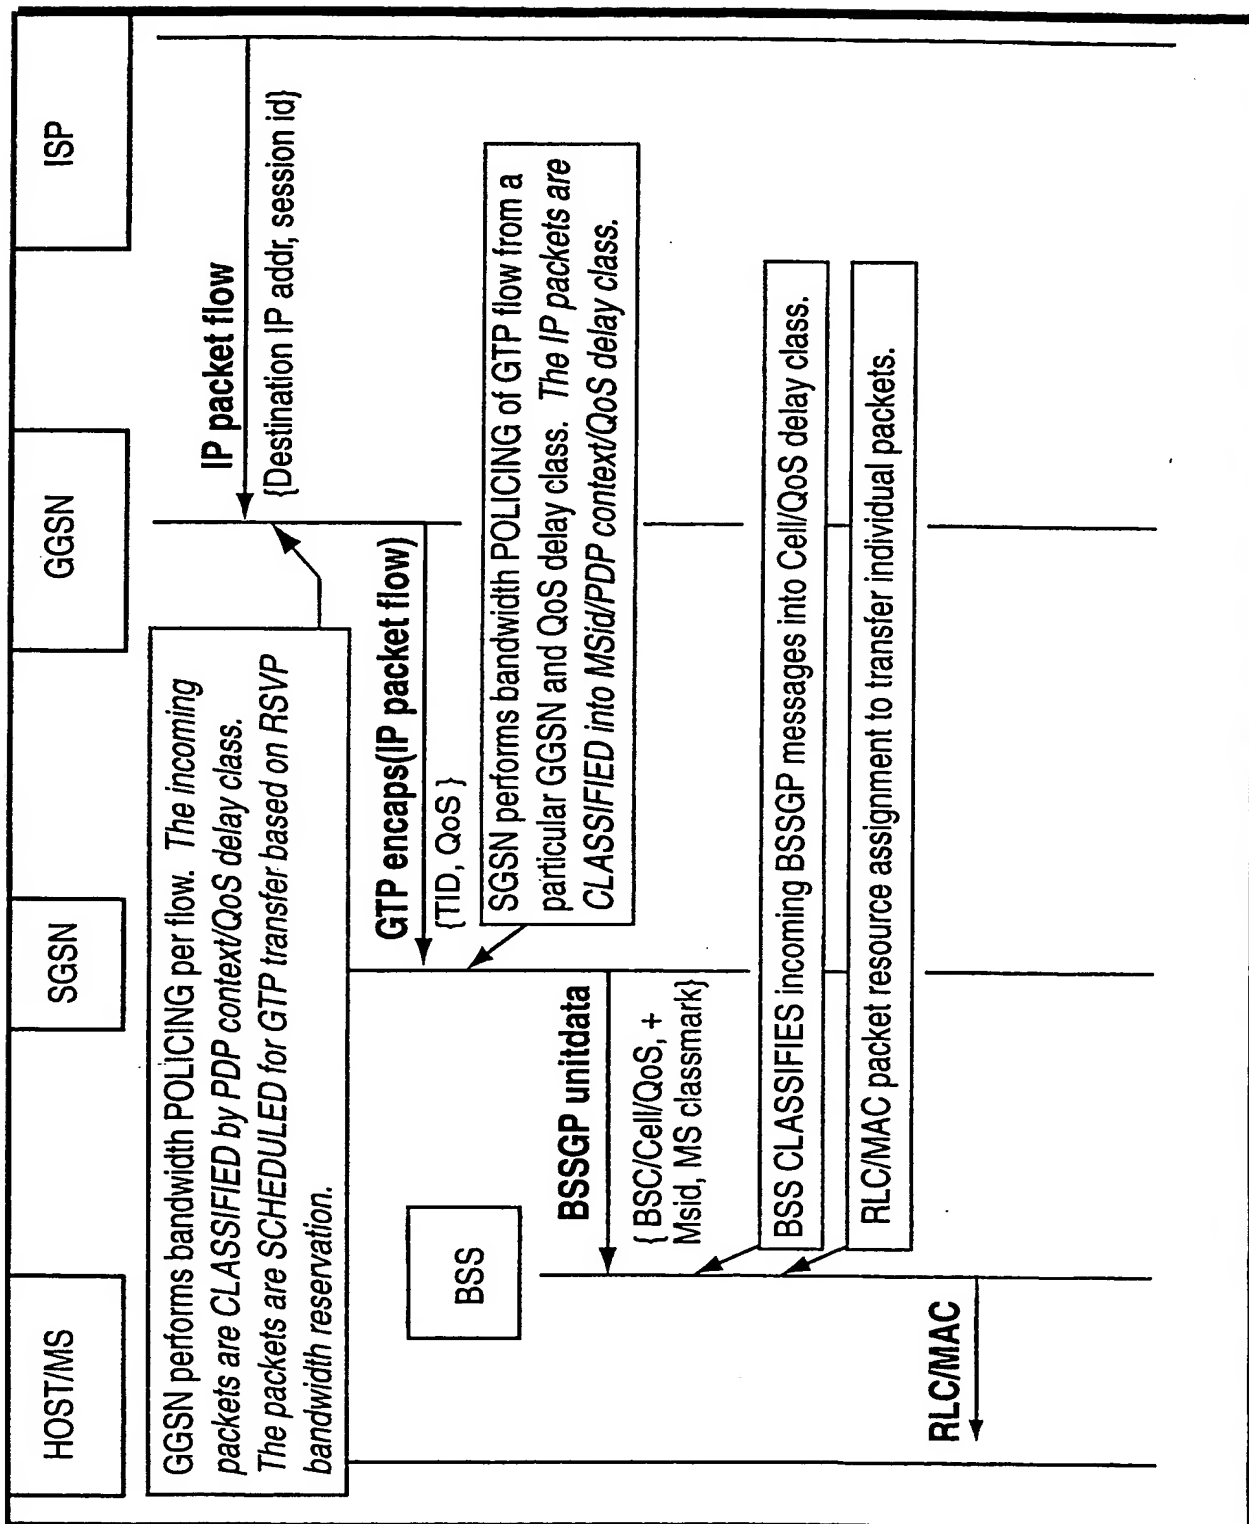 HOST/MS
SGSN
GGSN
ISP
GGSN performs bandwidth POLICING per flow. The incoming
packets are CLASSIFIED by PDP context/QoS delay class.
The packets are SCHEDULED for GTP transfer based on RSVP
bandwidth reservation.
IP packet flow
{Destination IP addr, session id}
GTP encaps(IP packet flow)
{TID, QoS }
SGSN performs bandwidth POLICING of GTP flow from a
particular GGSN and QoS delay class. The IP packets are
CLASSIFIED into MSid/PDP context/QoS delay class.
BSS
BSSGP unitdata
{ BSC/Cell/QoS, +
Msid, MS classmark}
BSS CLASSIFIES incoming BSSGP messages into Cell/QoS delay class.
RLC/MAC packet resource assignment to transfer individual packets.
RLC/MAC